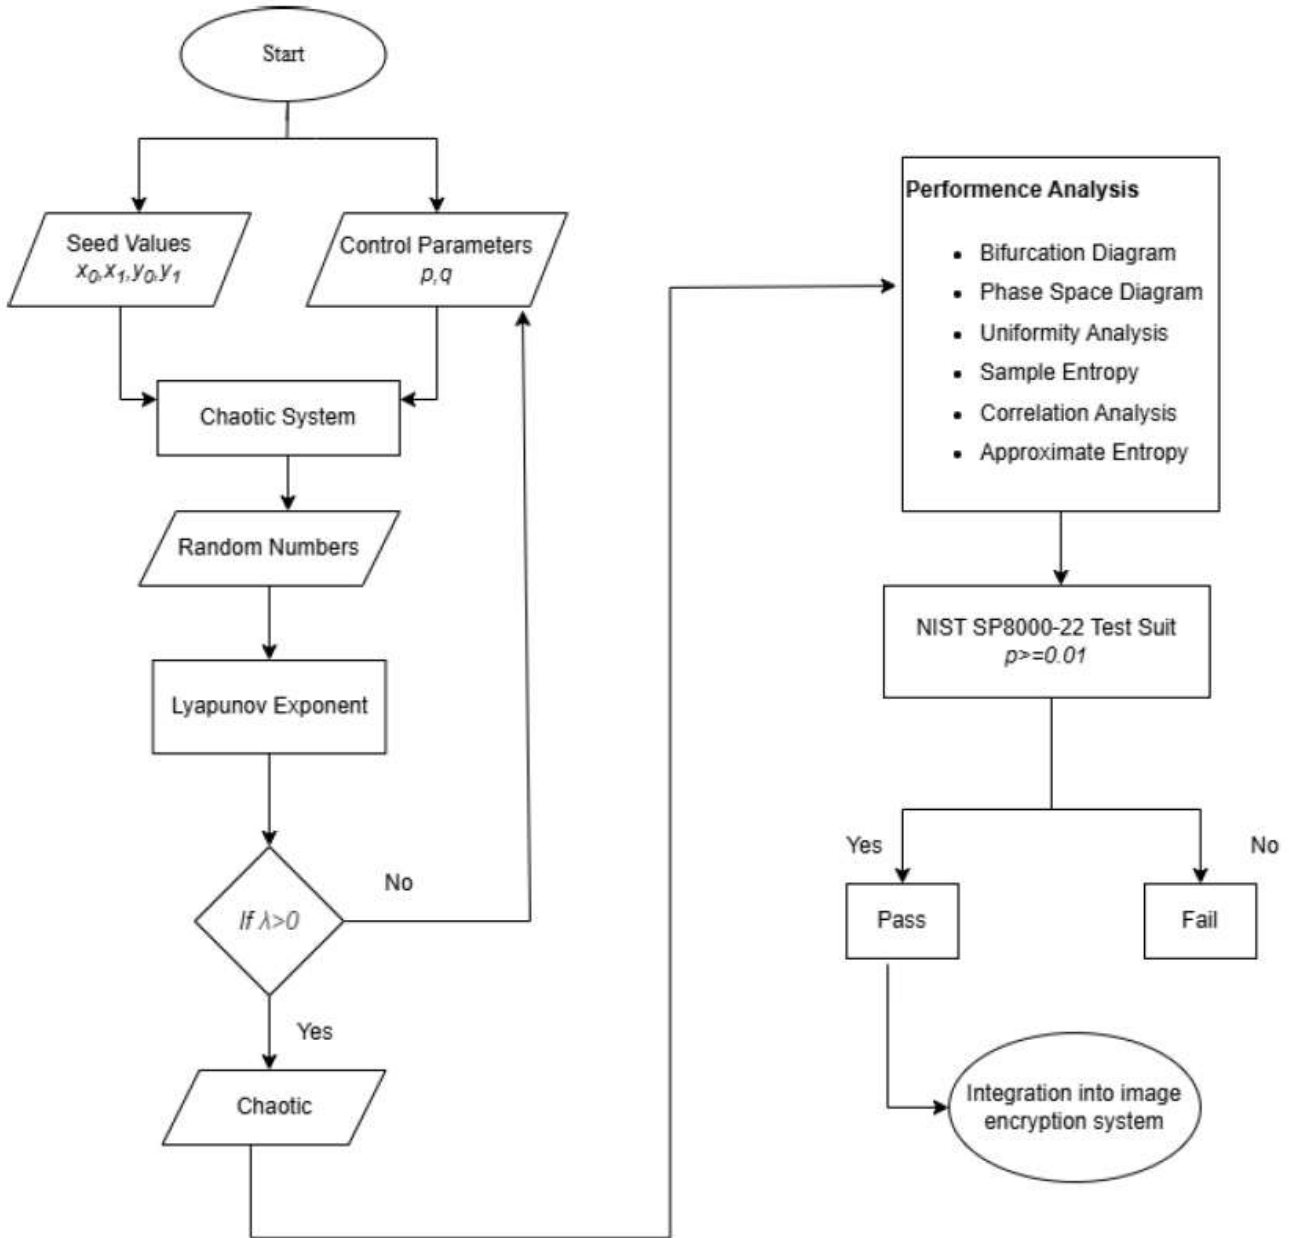 Start
Seed Values
x0,x1,y0,y1
Control Parameters
p,q
Chaotic System
Random Numbers
Lyapunov Exponent
If λ>0
No
Yes
Chaotic
Performence Analysis
• Bifurcation Diagram
• Phase Space Diagram
• Uniformity Analysis
• Sample Entropy
• Correlation Analysis
• Approximate Entropy
NIST SP8000-22 Test Suit
p>=0.01
Yes
No
Pass
Fail
Integration into image
encryption system